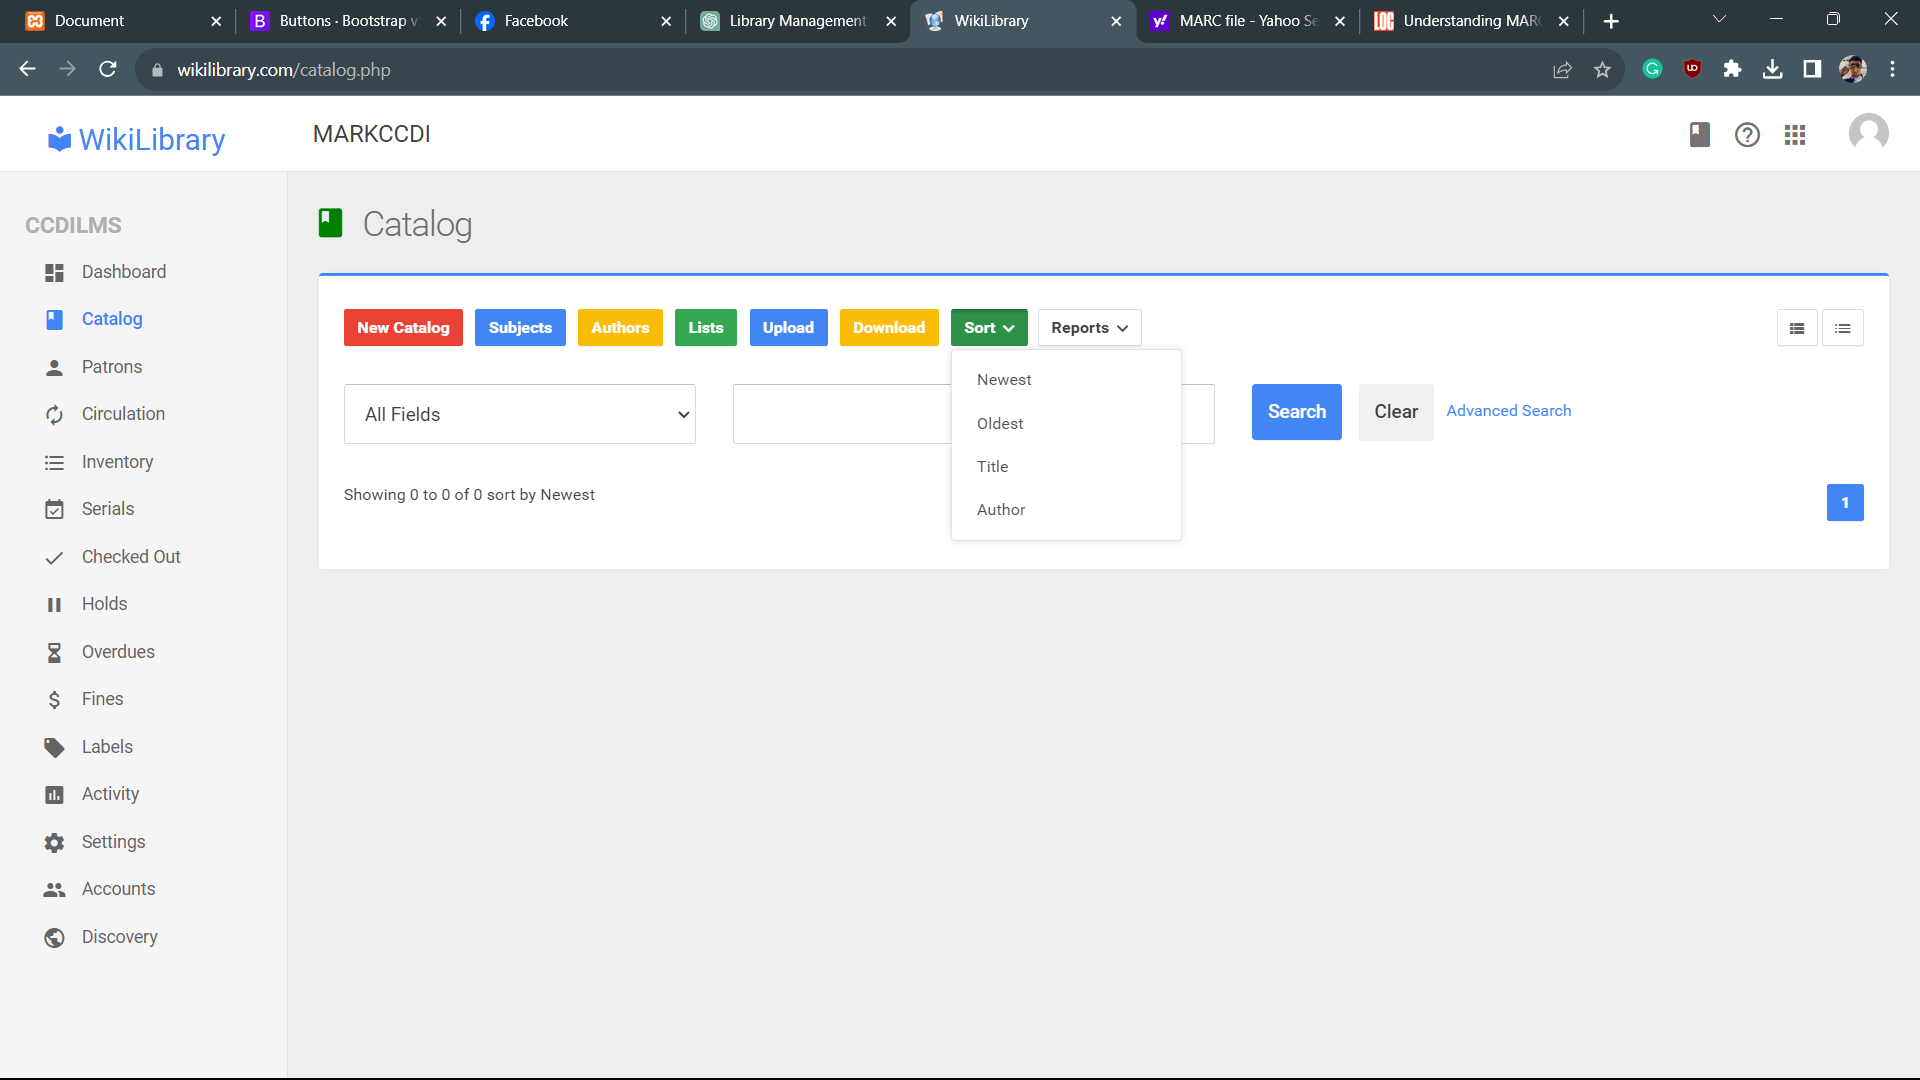 Document
Buttons · Bootstrap v
Facebook
Library Management
WikiLibrary
MARC file - Yahoo Se
Understanding MARC
wikilibrary.com/catalog.php
WikiLibrary
MARKCCDI
CCDILMS
Dashboard
Catalog
Patrons
Circulation
Inventory
Serials
Checked Out
Holds
Overdues
Fines
Labels
Activity
Settings
Accounts
Discovery
Catalog
New Catalog
Subjects
Authors
Lists
Upload
Download
Sort
Reports
Newest
Oldest
Title
Author
All Fields
Search
Clear
Advanced Search
Showing 0 to 0 of 0 sort by Newest
1